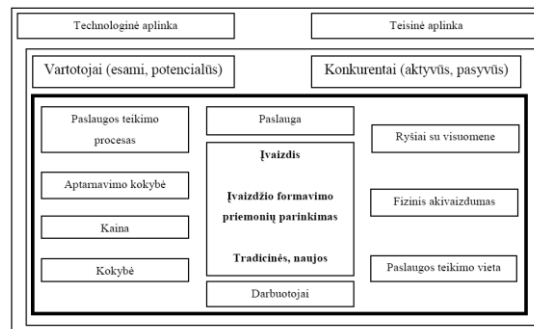 Technologinė aplinka
Teisinė aplinka
Vartotojai (esami, potencialūs)
Konkurentai (aktyvūs, pasyvūs)
Paslaugos teikimo
procesas
Aptarnavimo kokybė
Kaina
Kokybė
Paslauga
Įvaizdis
Įvaizdžio formavimo
priemonių parinkimas
Tradicinės, naujos
Darbuotojai
Ryšiai su visuomene
Fizinis akivaizdumas
Paslaugos teikimo vieta